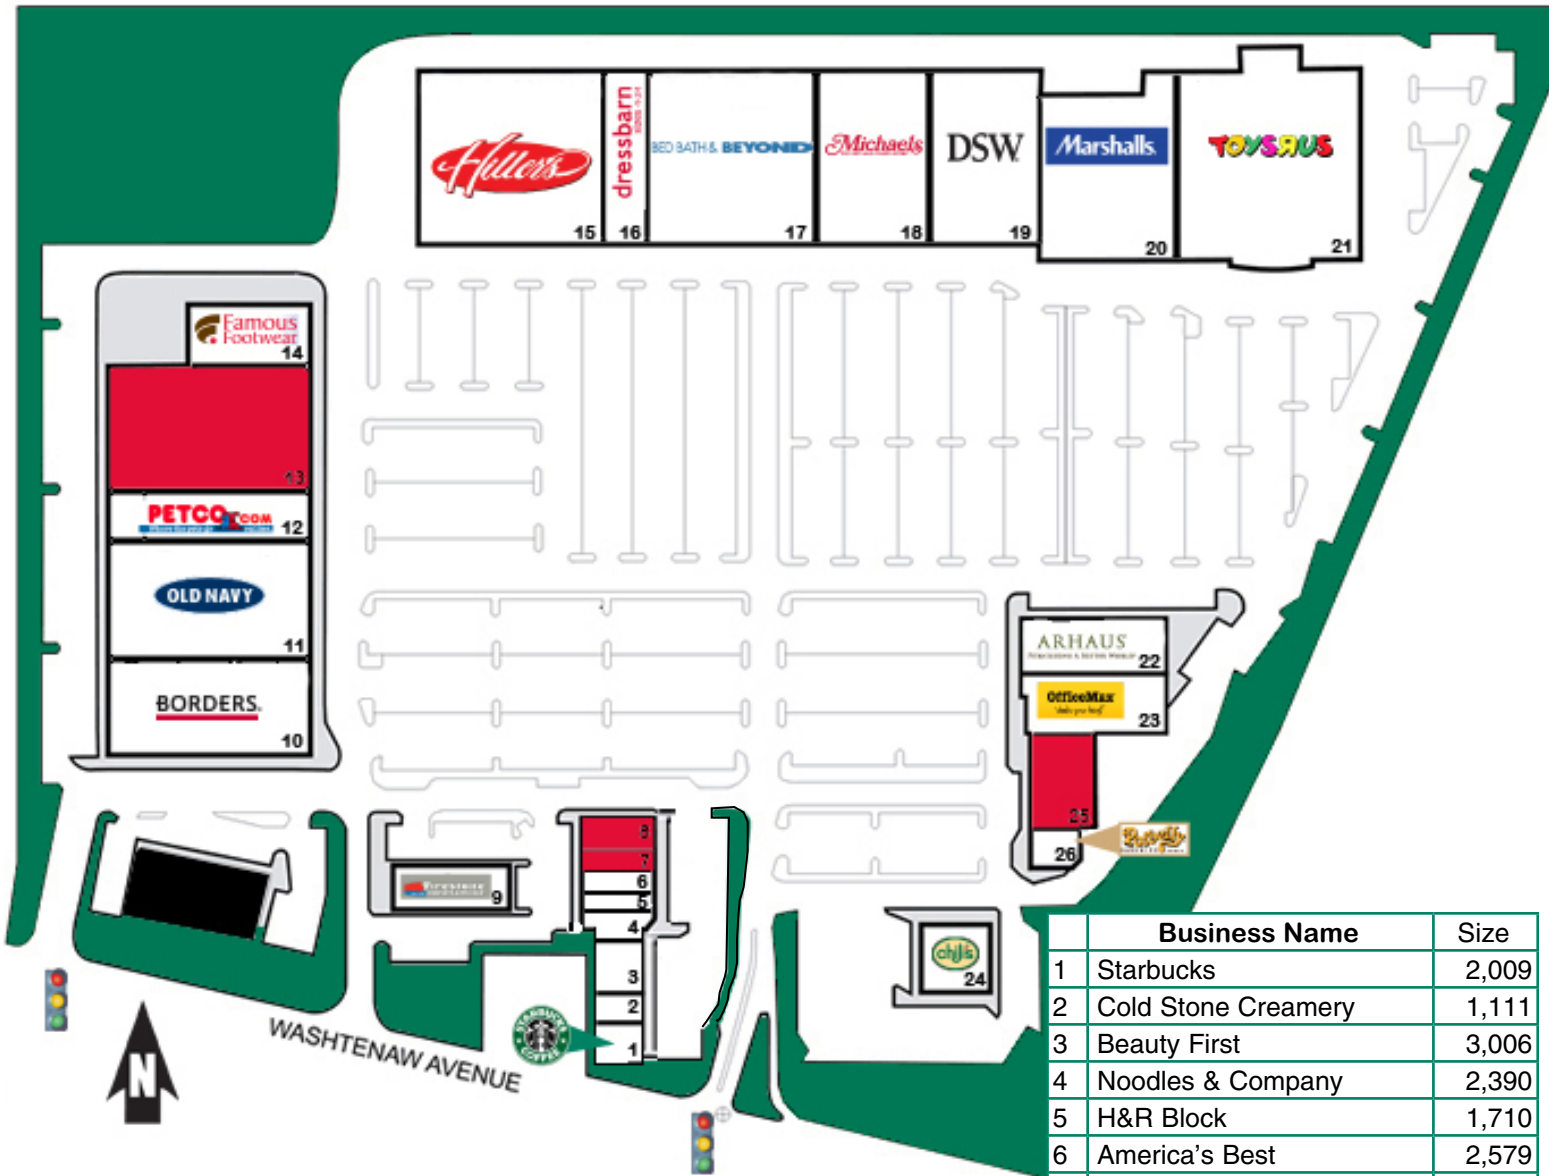 Hiller's
15
dressbarn
16
BED BATH & BEYOND
17
Michaels
18
DSW
19
Marshalls
20
TOYSRUS
21
Famous
Footwear
14
13
PETCO.COM
12
OLD NAVY
11
BORDERS
10
ARHAUS
22
OfficeMax
23
25
26
chili's
24
Firestone
9
8
7
6
5
4
3
2
1
STARBUCKS
COFFEE
WASHTENAW AVENUE
N
Business Name Size
1 Starbucks 2,009
2 Cold Stone Creamery 1,111
3 Beauty First 3,006
4 Noodles & Company 2,390
5 H&R Block 1,710
6 America's Best 2,579